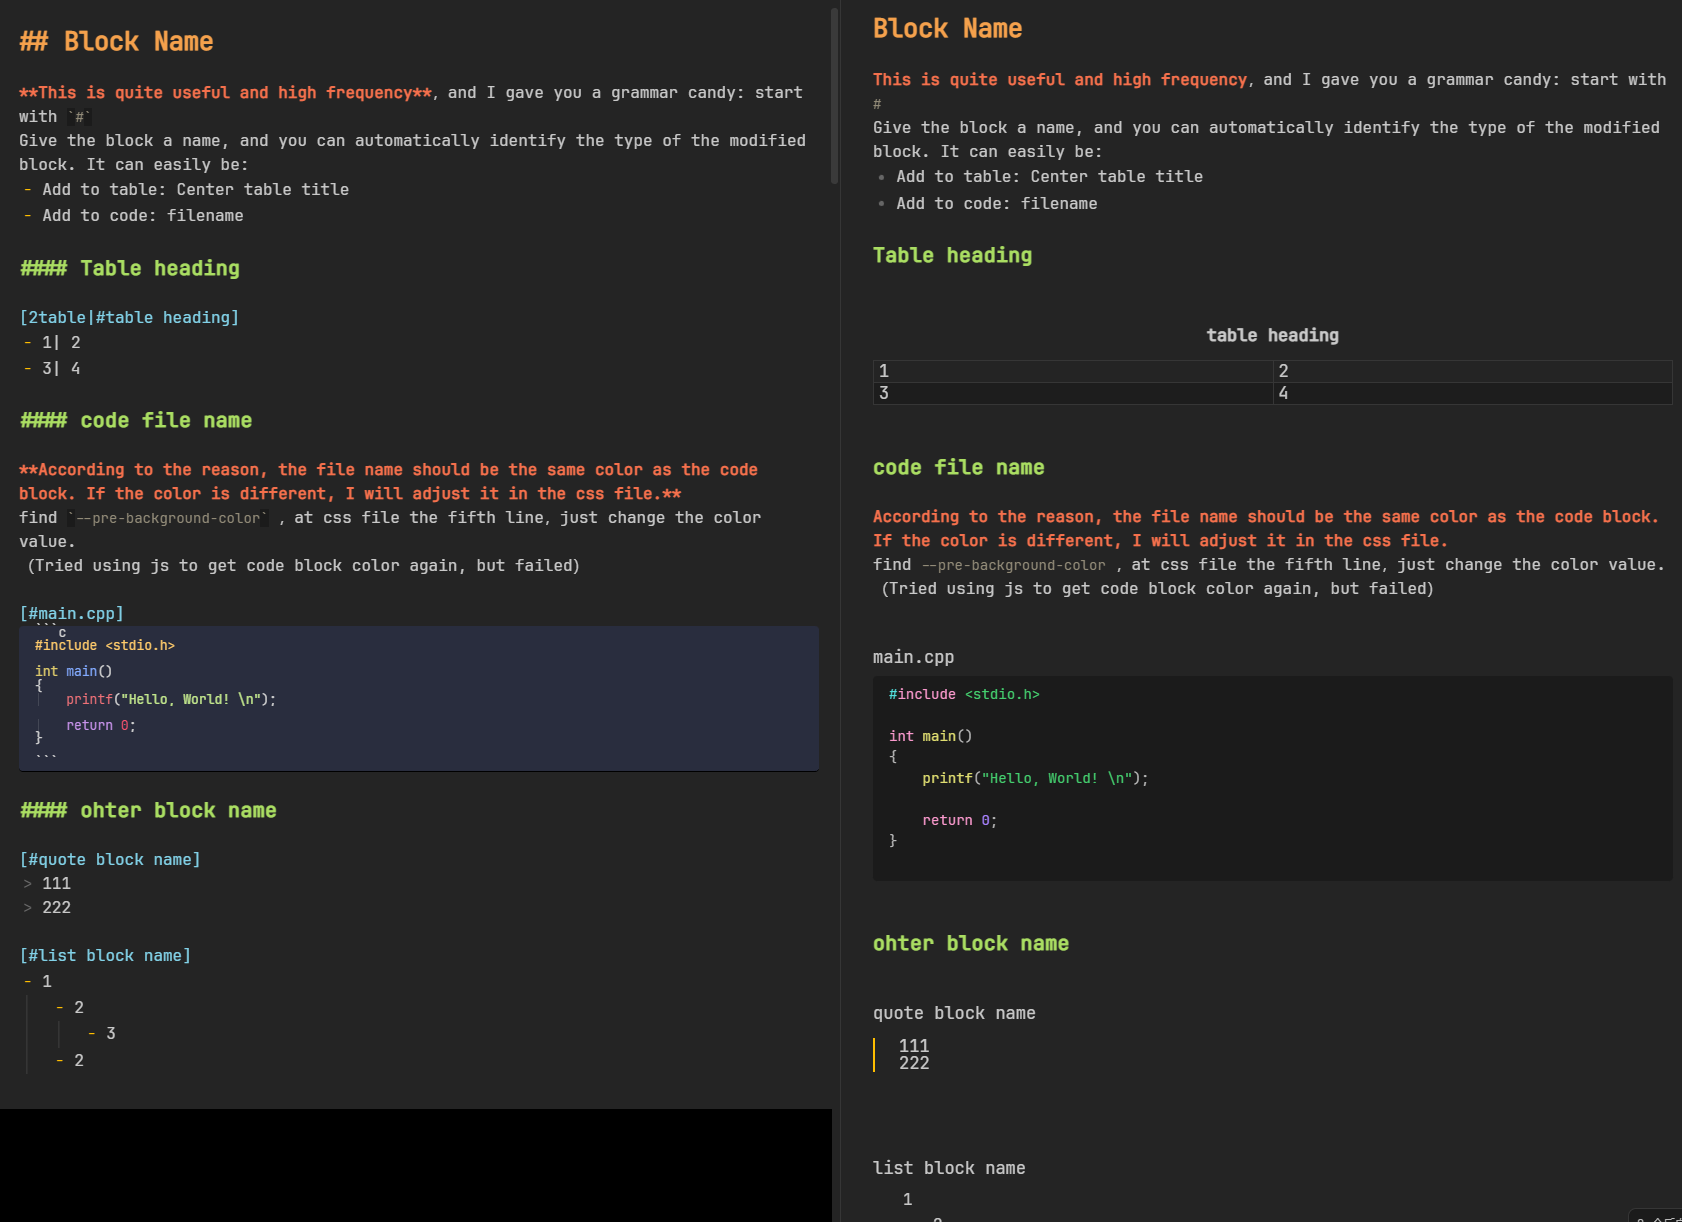 ## Block Name
**This is quite useful and high frequency**, and I gave you a grammar candy: start
with `#`
Give the block a name, and you can automatically identify the type of the modified
block. It can easily be:
- Add to table: Center table title
- Add to code: filename
#### Table heading
[2table|#table heading]
- 1| 2
- 3| 4
#### code file name
**According to the reason, the file name should be the same color as the code
block. If the color is different, I will adjust it in the css file.**
find `--pre-background-color` , at css file the fifth line, just change the color
value.
(Tried using js to get code block color again, but failed)
[#main.cpp]
```c
#include <stdio.h>
int main()
{
printf("Hello, World! \n");
return 0;
}
```
#### ohter block name
[#quote block name]
> 111
> 222
[#list block name]
- 1
- 2
- 3
- 2
Block Name
This is quite useful and high frequency, and I gave you a grammar candy: start with
#
Give the block a name, and you can automatically identify the type of the modified
block. It can easily be:
• Add to table: Center table title
• Add to code: filename
Table heading
table heading
1 2
3 4
code file name
According to the reason, the file name should be the same color as the code block.
If the color is different, I will adjust it in the css file.
find --pre-background-color , at css file the fifth line, just change the color value.
(Tried using js to get code block color again, but failed)
main.cpp
#include <stdio.h>
int main()
{
printf("Hello, World! \n");
return 0;
}
ohter block name
quote block name
111
222
list block name
1